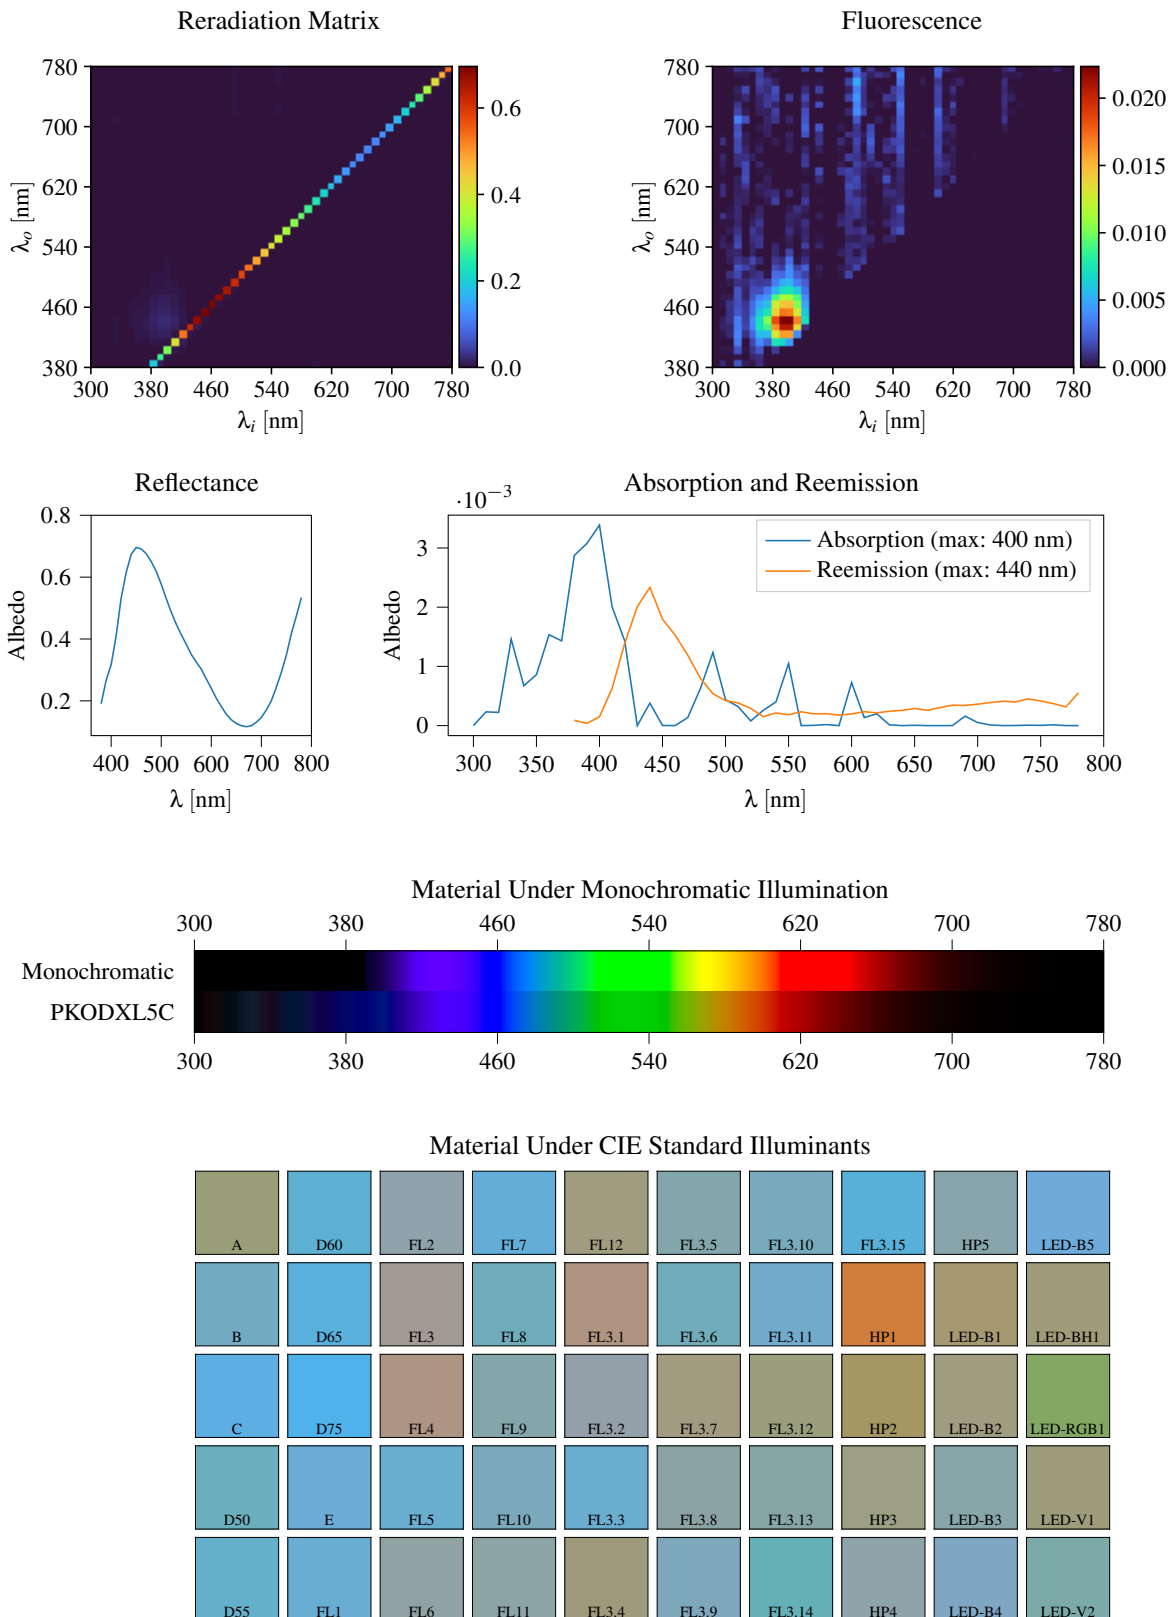 Reradiation Matrix
Fluorescence
780
700
620
540
460
380
λo [nm]
300 380 460 540 620 700 780
λi [nm]
0.6
0.4
0.2
0.0
780
700
620
540
460
380
λo [nm]
300 380 460 540 620 700 780
λi [nm]
0.020
0.015
0.010
0.005
0.000
Reflectance
0.8
0.6
0.4
0.2
Albedo
400 500 600 700 800
λ [nm]
Absorption and Reemission
·10−3
3
2
1
0
Albedo
Absorption (max: 400 nm)
Reemission (max: 440 nm)
300 350 400 450 500 550 600 650 700 750 800
λ [nm]
Material Under Monochromatic Illumination
300 380 460 540 620 700 780
Monochromatic
PKODXL5C
300 380 460 540 620 700 780
Material Under CIE Standard Illuminants
A D60 FL2 FL7 FL12 FL3.5 FL3.10 FL3.15 HP5 LED-B5
B D65 FL3 FL8 FL3.1 FL3.6 FL3.11 HP1 LED-B1 LED-BH1
C D75 FL4 FL9 FL3.2 FL3.7 FL3.12 HP2 LED-B2 LED-RGB1
D50 E FL5 FL10 FL3.3 FL3.8 FL3.13 HP3 LED-B3 LED-V1
D55 FL1 FL6 FL11 FL3.4 FL3.9 FL3.14 HP4 LED-B4 LED-V2